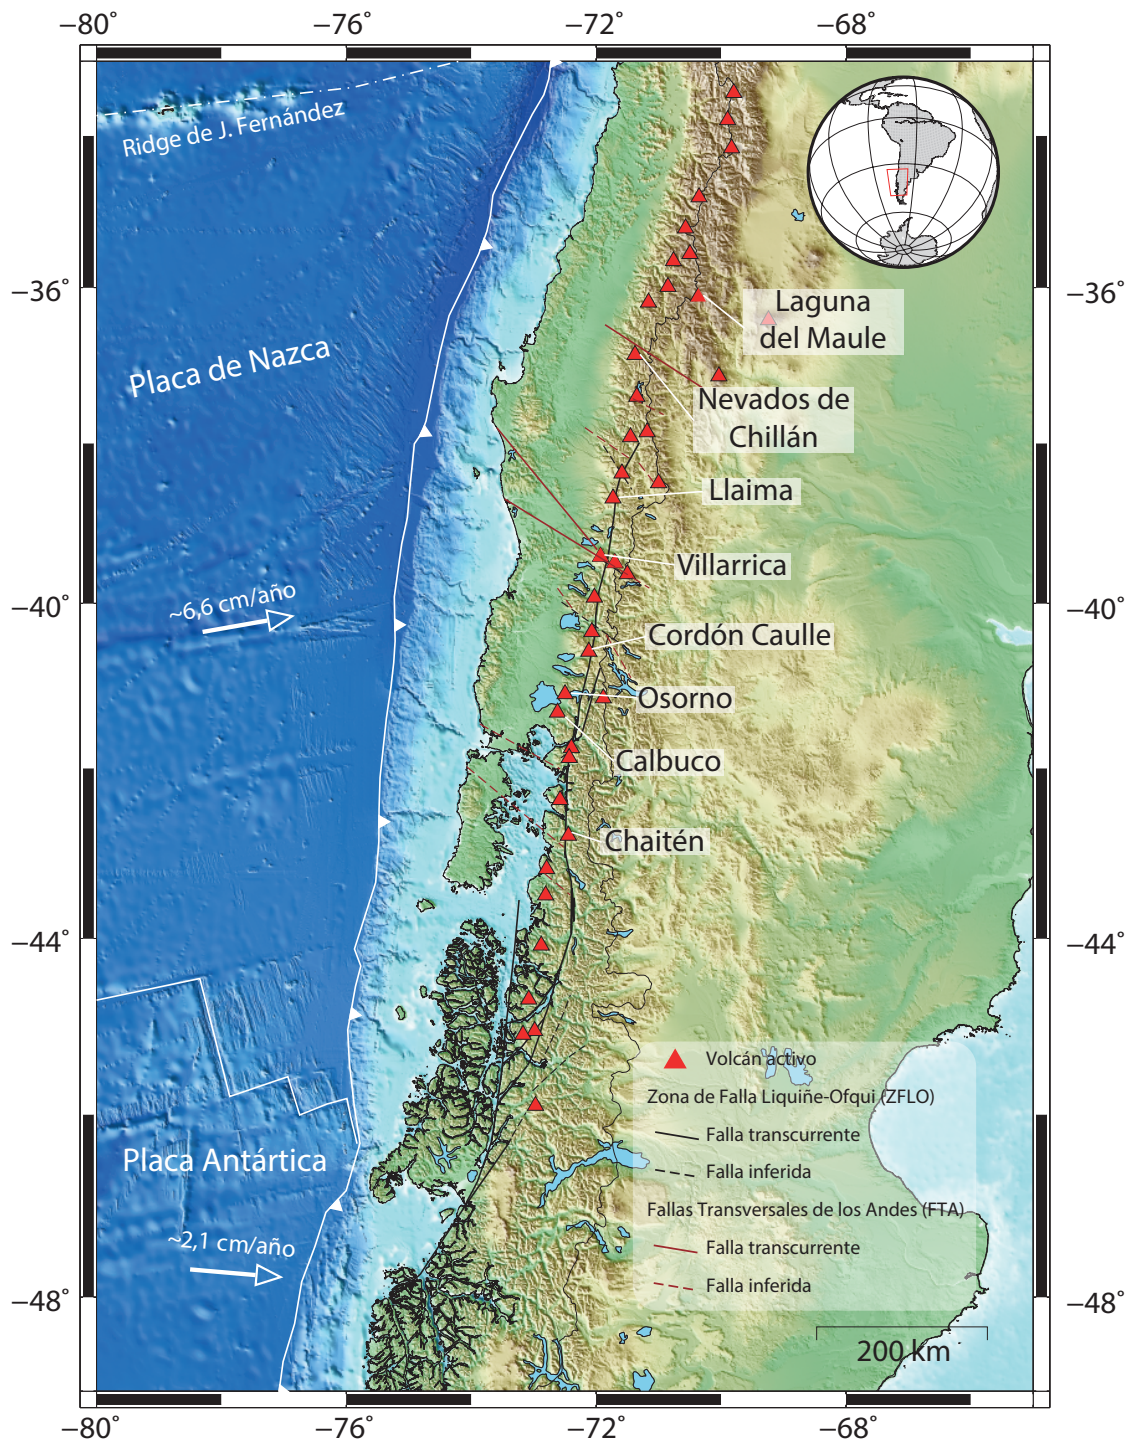 −80˚
−76˚
−72˚
−68˚
Ridge de J. Fernández
−36˚
−36˚
Laguna
del Maule
Placa de Nazca
Nevados de
Chillán
Llaima
Villarrica
~6,6 cm/año
−40˚
−40˚
Cordón Caulle
Osorno
Calbuco
Chaitén
−44˚
−44˚
Volcán activo
Zona de Falla Liquiñe-Ofqui (ZFLO)
Falla transcurrente
Placa Antártica
Falla inferida
Fallas Transversales de los Andes (FTA)
~2,1 cm/año
Falla transcurrente
Falla inferida
−48˚
−48˚
200 km
−80˚
−76˚
−72˚
−68˚